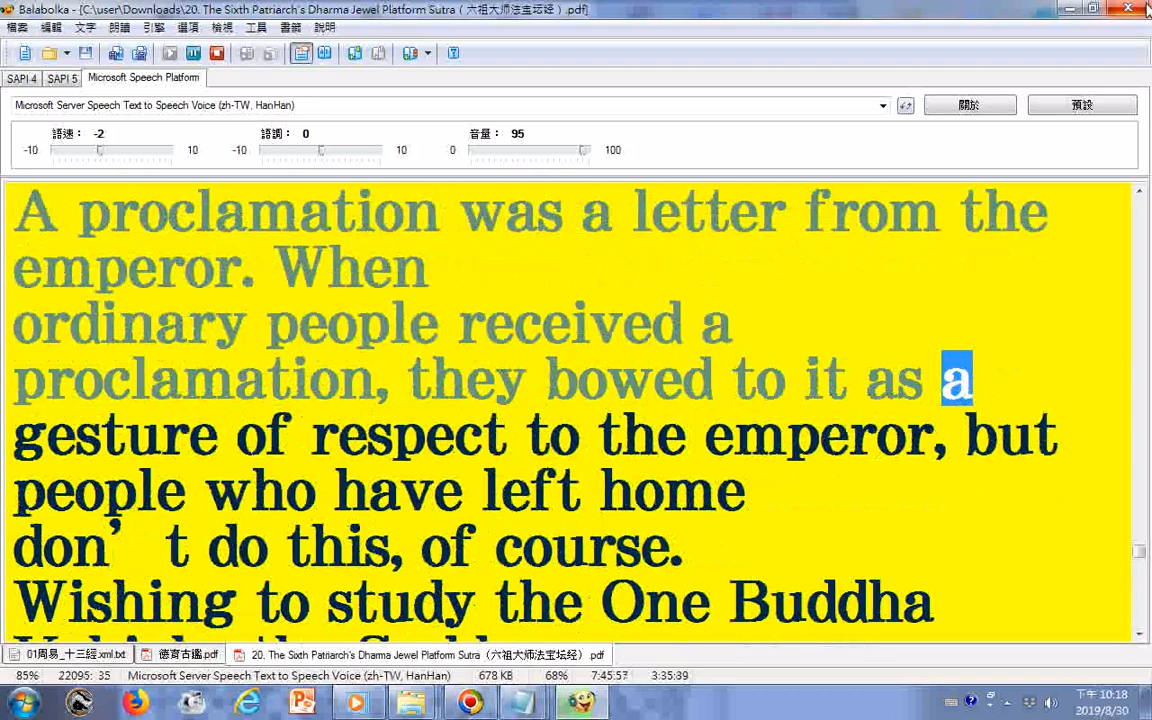 Balabolka - [C:\user\Downloads\20. The Sixth Patriarch's Dharma Jewel Platform Sutra（六祖大师法宝坛经）.pdf]
檔案 編輯 文字 朗讀 引擎 選項 檢視 工具 書籤 說明
SAPI 4 SAPI 5 Microsoft Speech Platform
Microsoft Server Speech Text to Speech Voice (zh-TW, HanHan) 關於 預設
語速： -2 語調： 0 音量： 95
-10 10 -10 10 0 100
A proclamation was a letter from the
emperor. When
ordinary people received a
proclamation, they bowed to it as a
gesture of respect to the emperor, but
people who have left home
don’ t do this, of course.
Wishing to study the One Buddha
01周易_十三經.xml.txt 德育古鑑.pdf 20. The Sixth Patriarch's Dharma Jewel Platform Sutra（六祖大师法宝坛经）.pdf
85% 22095: 35 Microsoft Server Speech Text to Speech Voice (zh-TW, HanHan) 678 KB 68% 7:45:57 3:35:39
下午 10:18
2019/8/30